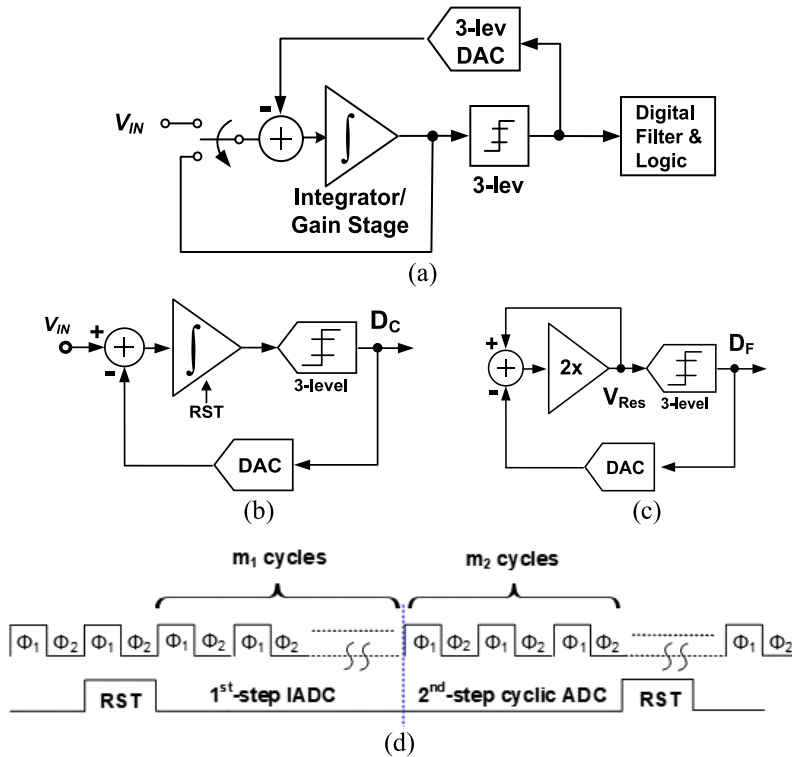 3-lev
DAC
-
V_IN
+
∫
Integrator/
Gain Stage
3-lev
Digital
Filter &
Logic
(a)
V_IN
+
+
-
∫
RST
3-level
D_C
DAC
(b)
+
+
-
2x
V_Res
3-level
D_F
DAC
(c)
m₁ cycles
m₂ cycles
Φ₁ Φ₂ Φ₁ Φ₂ Φ₁ Φ₂ Φ₁ Φ₂ Φ₁ Φ₂ Φ₁ Φ₂ Φ₁ Φ₂ Φ₁ Φ₂
RST 1ˢᵗ-step IADC 2ⁿᵈ-step cyclic ADC RST
(d)